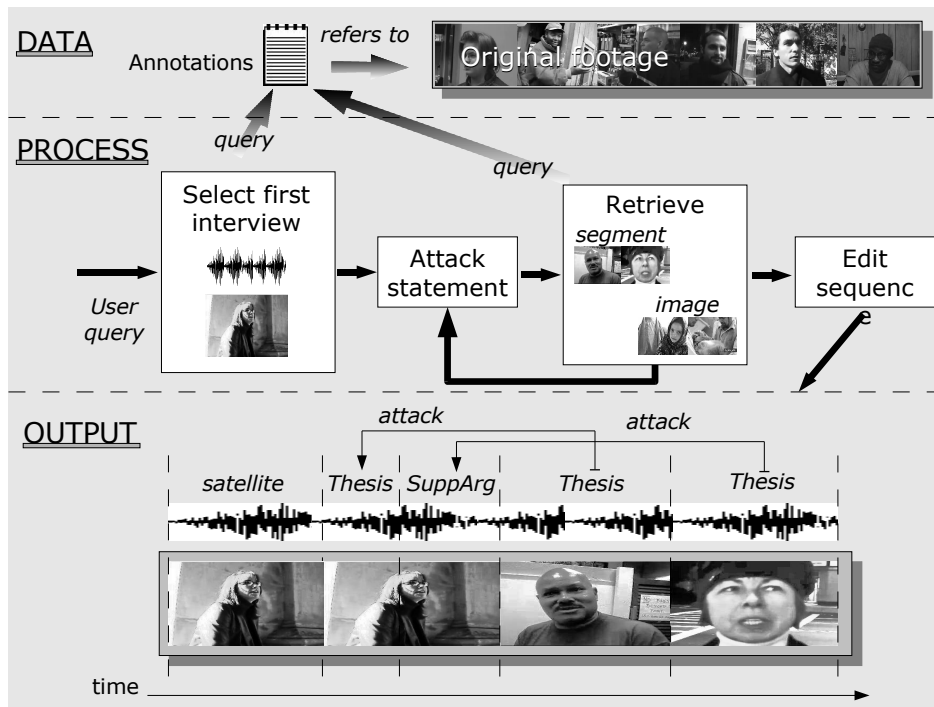 DATA
Annotations
refers to
Original footage
PROCESS
query
query
Select first
interview
User
query
Attack
statement
Retrieve
segment
image
Edit
sequenc
e
OUTPUT
attack
attack
satellite
Thesis
SuppArg
Thesis
Thesis
time